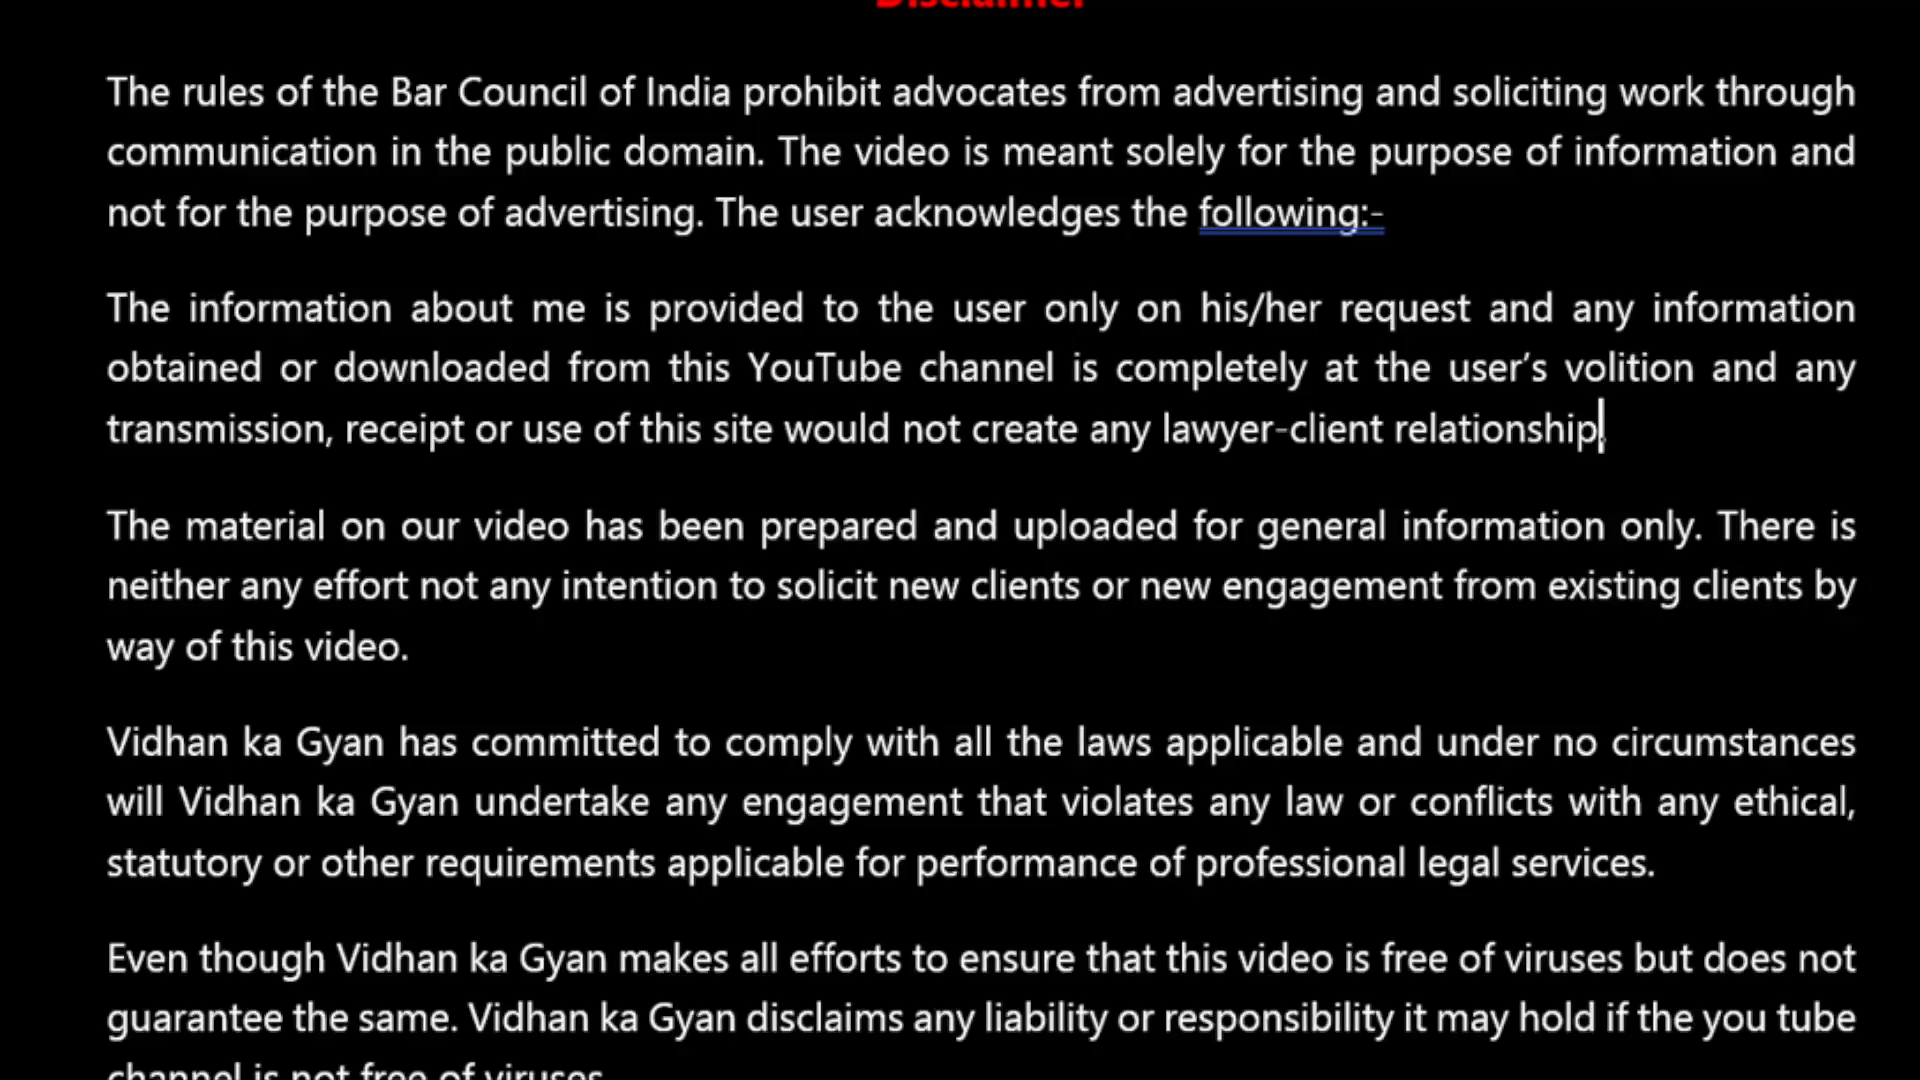 Disclaimer
The rules of the Bar Council of India prohibit advocates from advertising and soliciting work through
communication in the public domain. The video is meant solely for the purpose of information and
not for the purpose of advertising. The user acknowledges the following:-
The information about me is provided to the user only on his/her request and any information
obtained or downloaded from this YouTube channel is completely at the user’s volition and any
transmission, receipt or use of this site would not create any lawyer-client relationship.
The material on our video has been prepared and uploaded for general information only. There is
neither any effort not any intention to solicit new clients or new engagement from existing clients by
way of this video.
Vidhan ka Gyan has committed to comply with all the laws applicable and under no circumstances
will Vidhan ka Gyan undertake any engagement that violates any law or conflicts with any ethical,
statutory or other requirements applicable for performance of professional legal services.
Even though Vidhan ka Gyan makes all efforts to ensure that this video is free of viruses but does not
guarantee the same. Vidhan ka Gyan disclaims any liability or responsibility it may hold if the you tube
channel is not free of viruses.